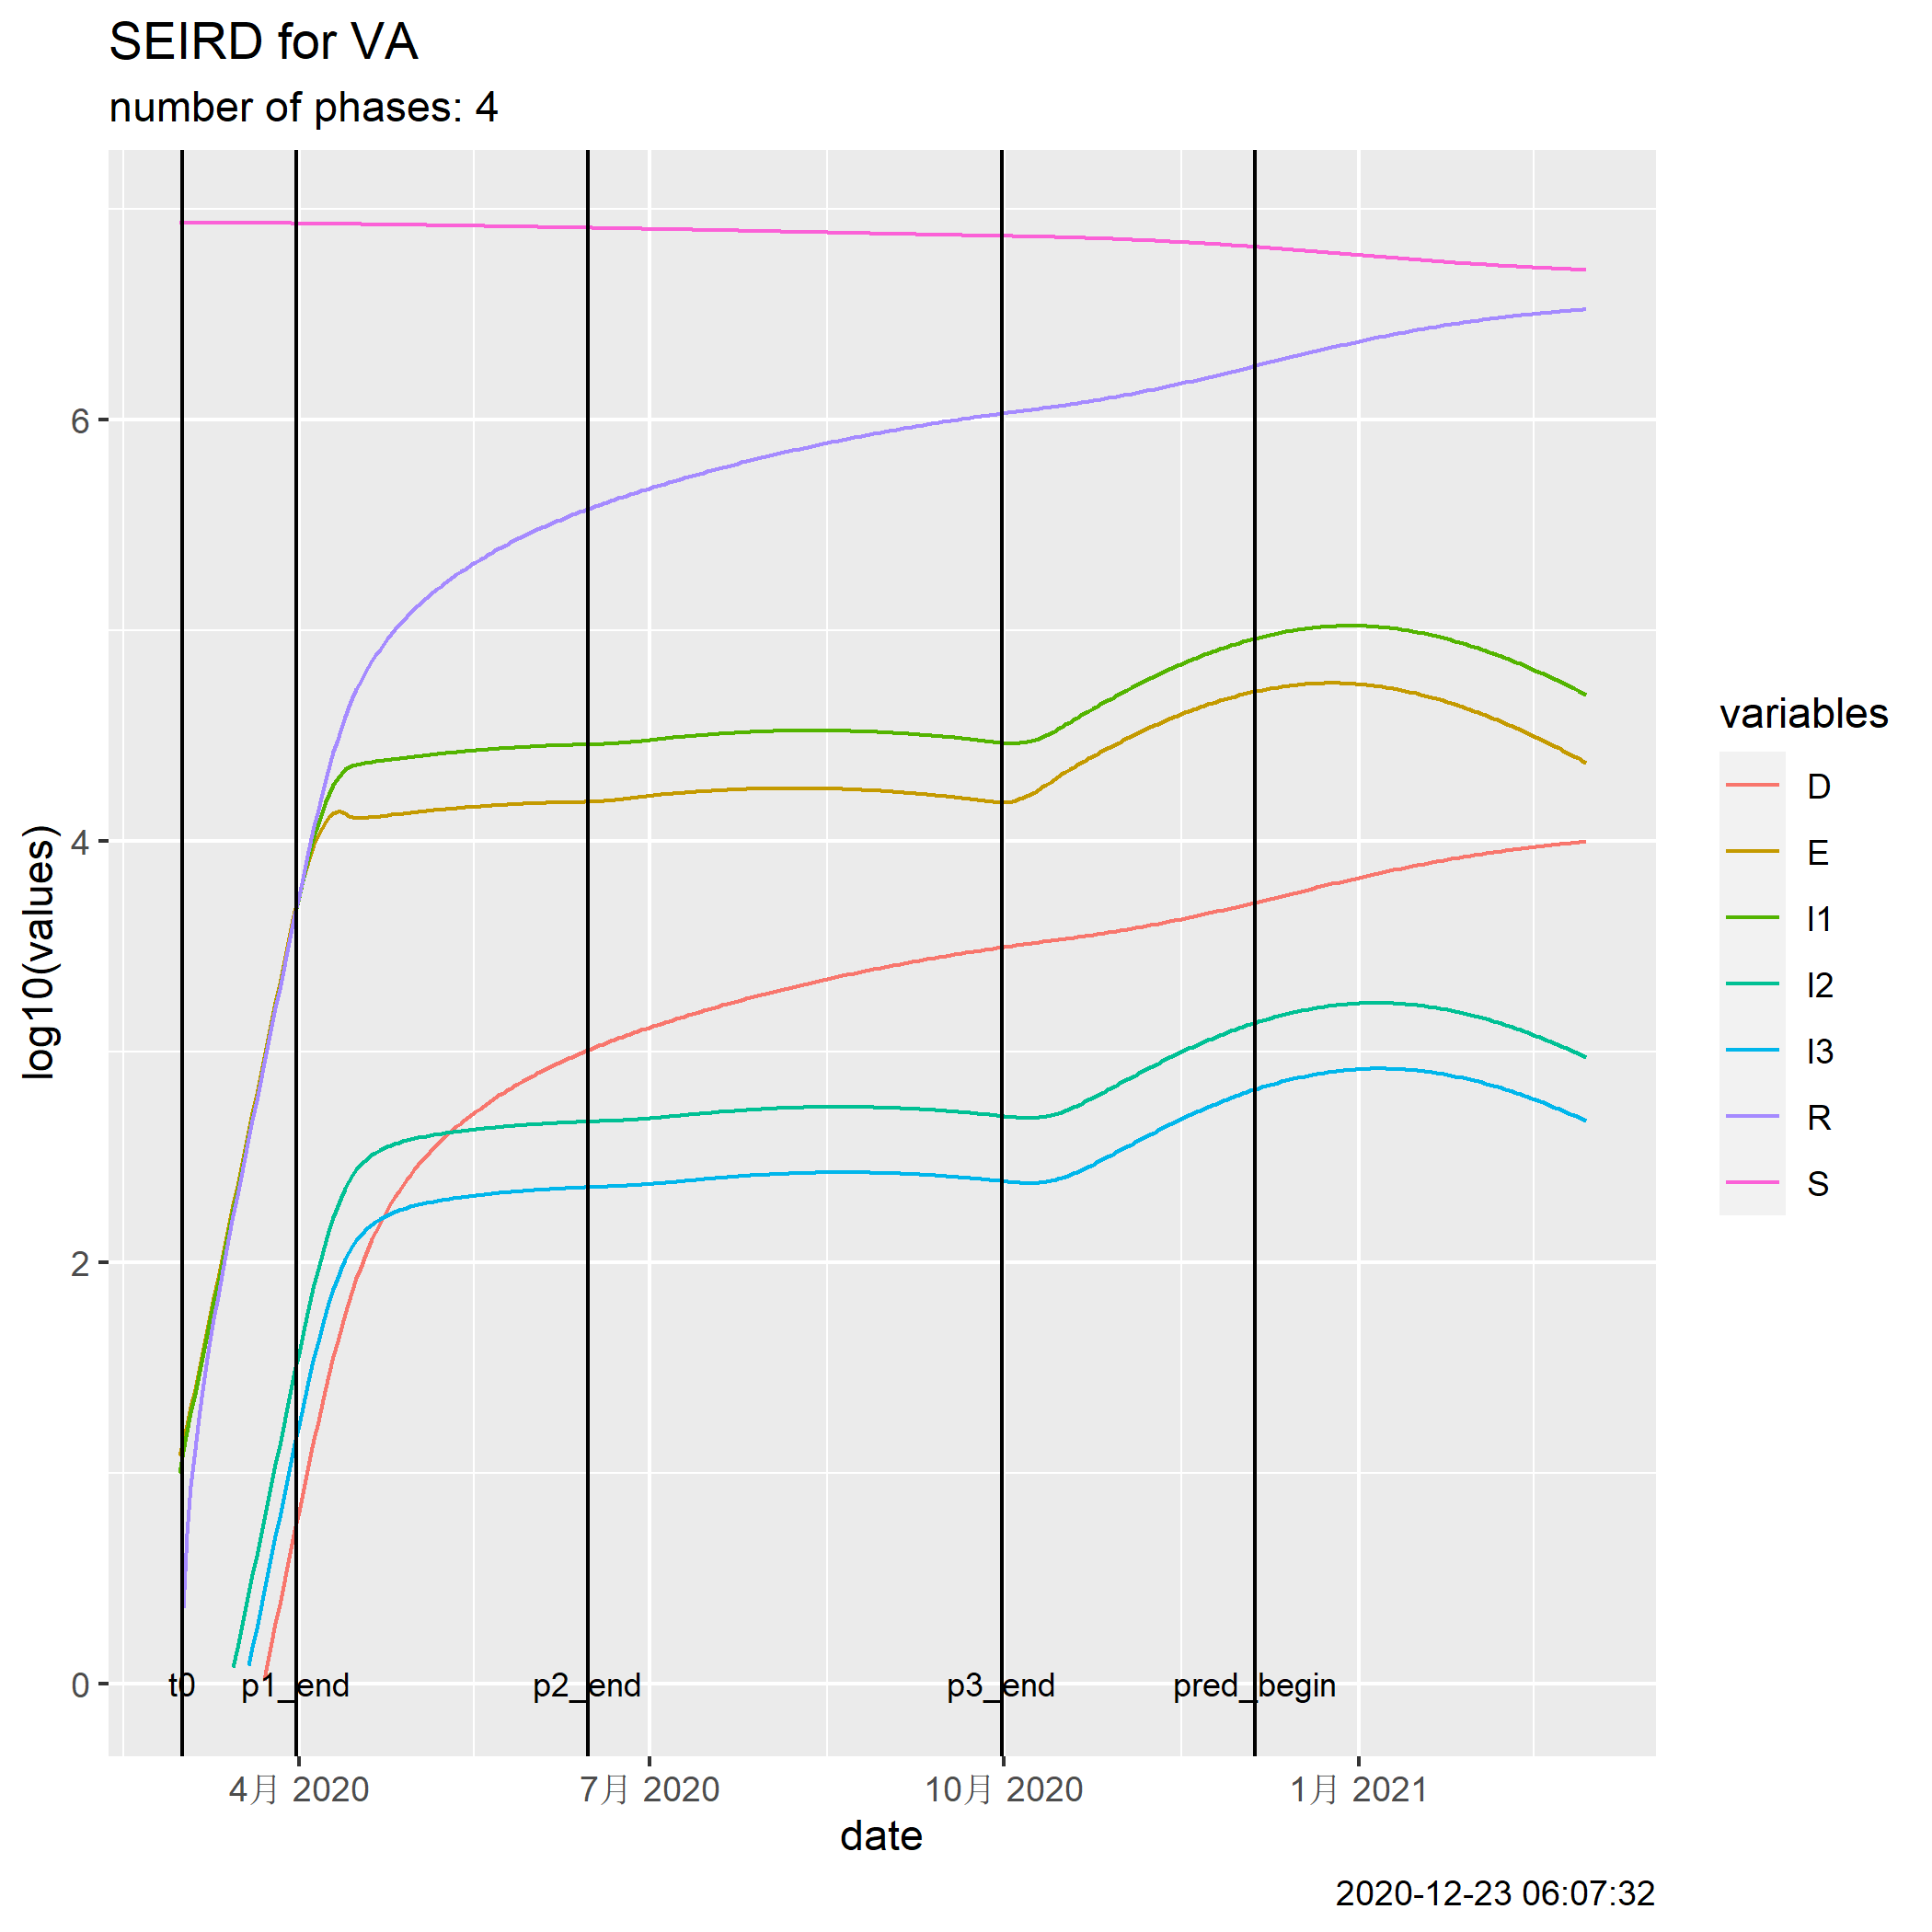 SEIRD for VA
number of phases: 4
log10(values)
6
4
2
0
t0 p1_end p2_end p3_end pred_begin
4月 2020 7月 2020 10月 2020 1月 2021
date
variables
D
E
I1
I2
I3
R
S
2020-12-23 06:07:32